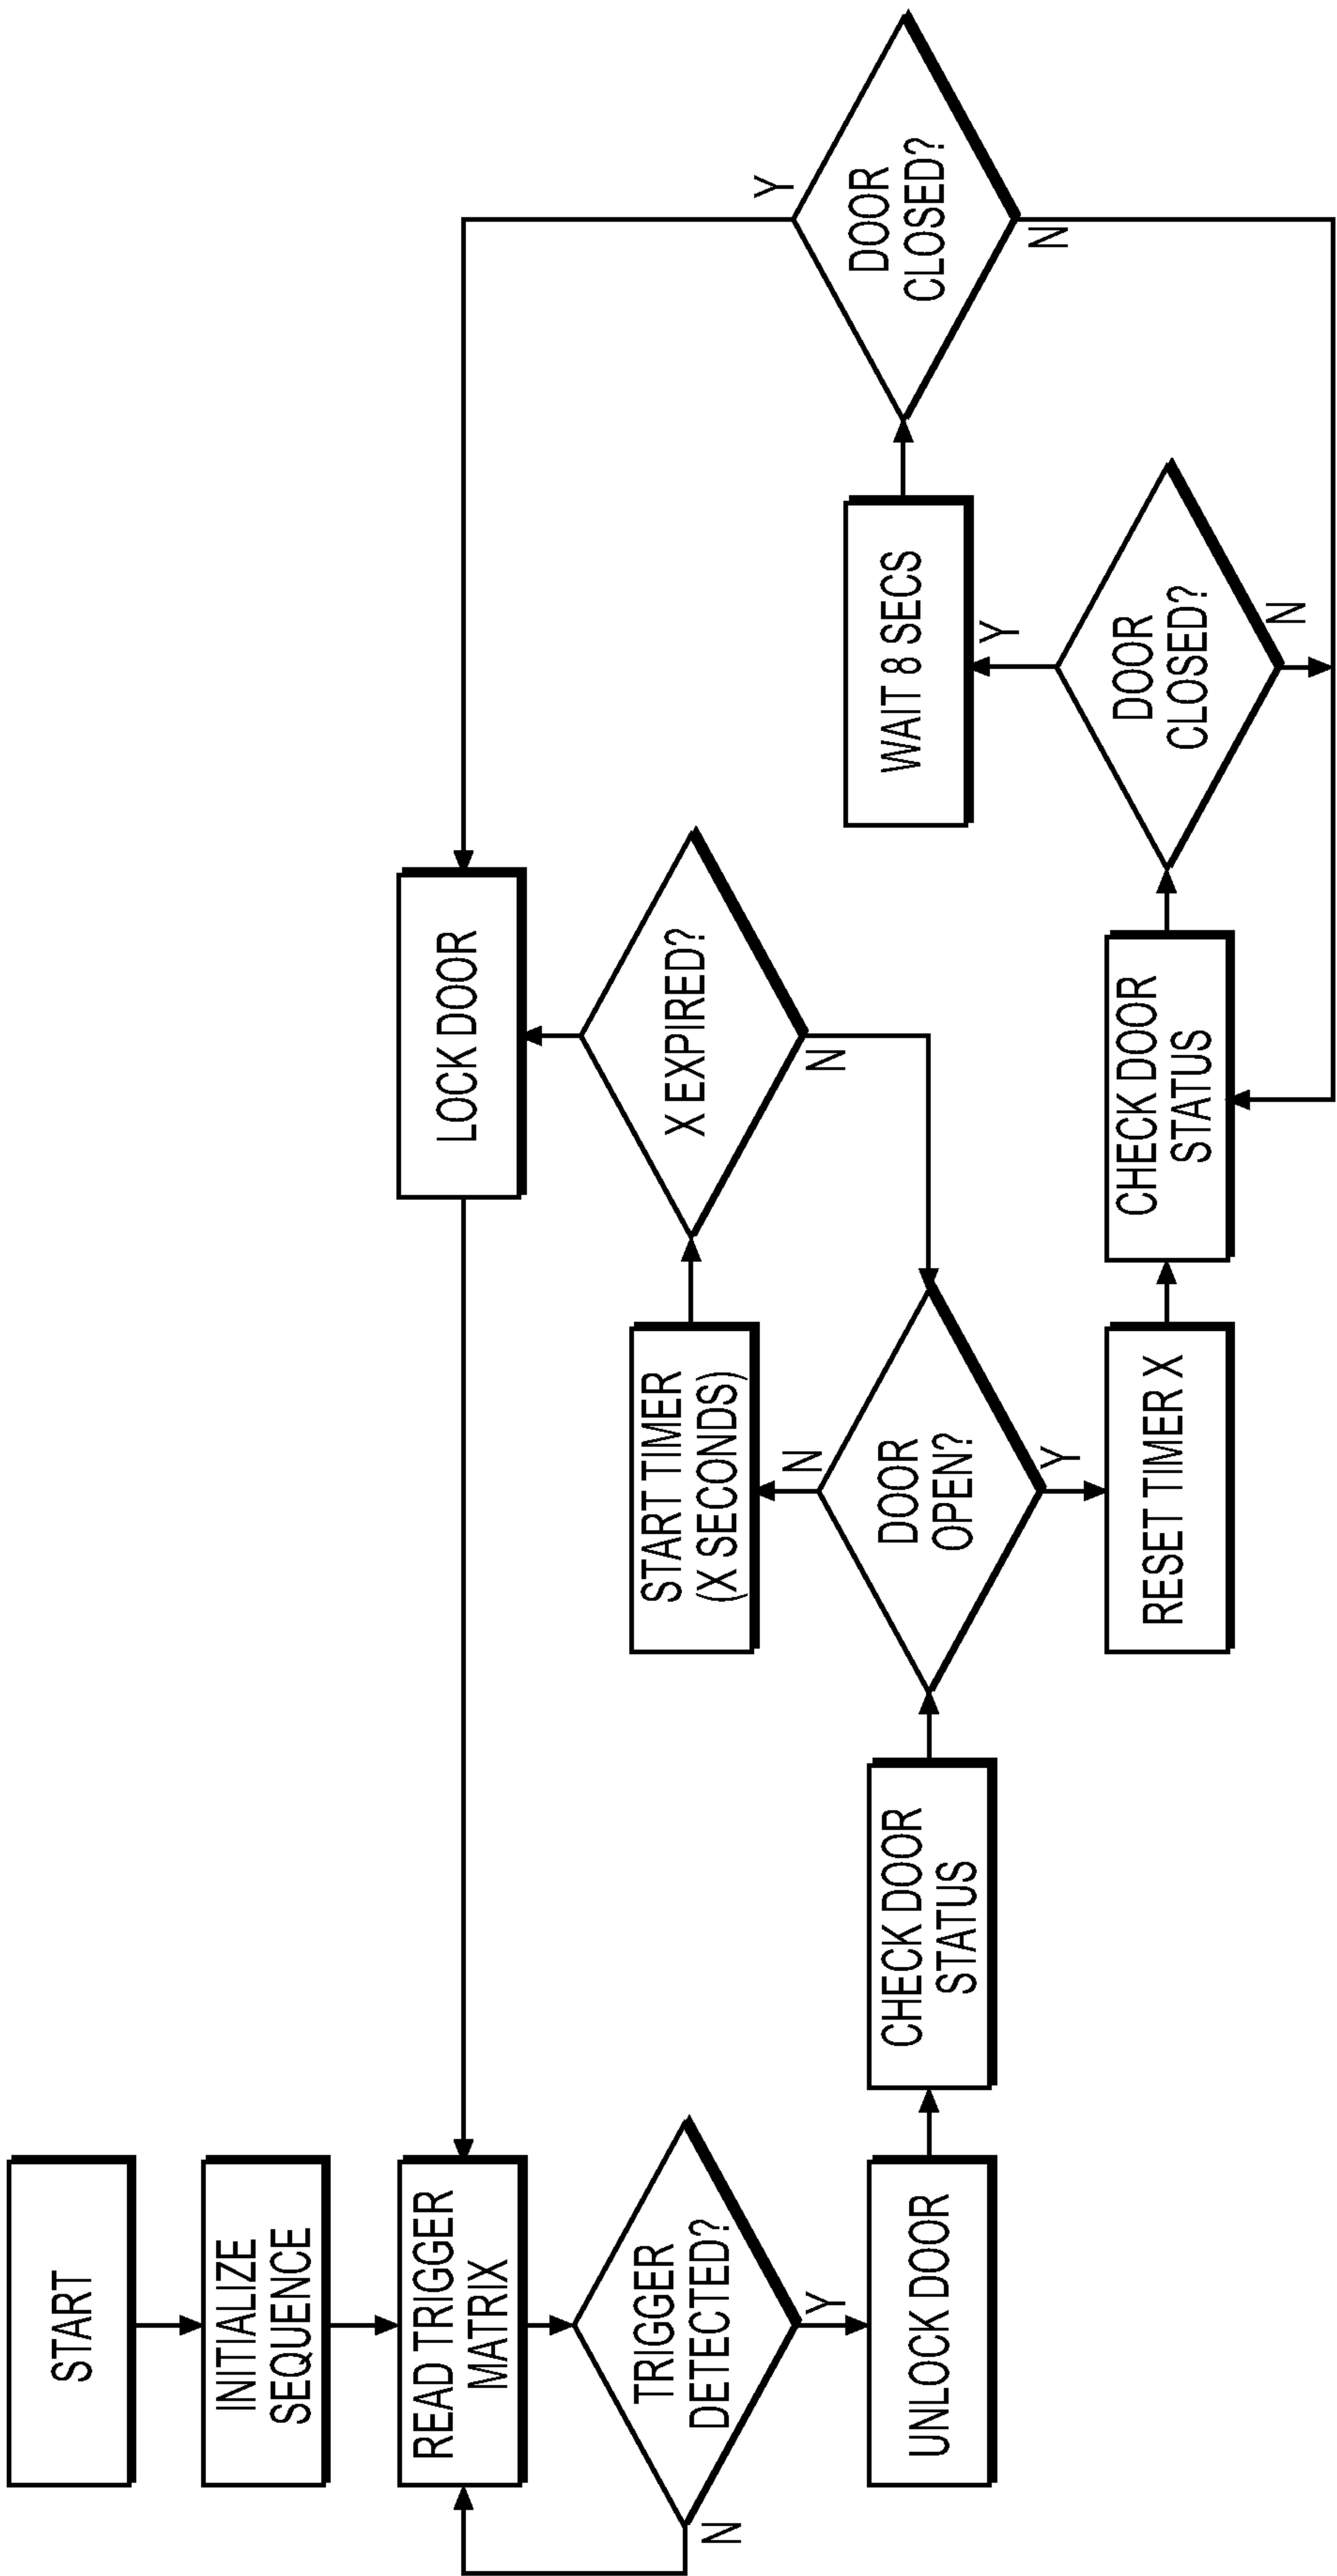 START
INITIALIZE
SEQUENCE
READ TRIGGER
MATRIX
TRIGGER
DETECTED?
N
Y
UNLOCK DOOR
CHECK DOOR
STATUS
DOOR
OPEN?
N
Y
START TIMER
(X SECONDS)
X EXPIRED?
N
LOCK DOOR
RESET TIMER X
CHECK DOOR
STATUS
DOOR
CLOSED?
Y
N
WAIT 8 SECS
DOOR
CLOSED?
Y
N